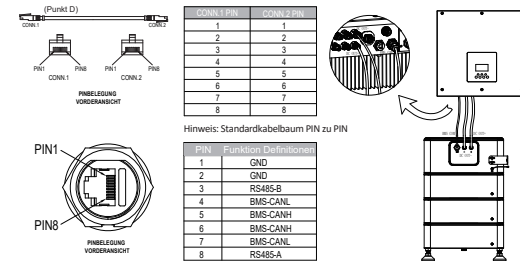 (Punkt D)
CONN.1
CONN.2
PIN1
PIN8
PIN1
PIN8
CONN.1
CONN.2
PINBELEGUNG
VORDERANSICHT
CONN.1 PIN CONN.2 PIN
1 1
2 2
3 3
4 4
5 5
6 6
7 7
8 8
Hinweis: Standardkabelbaum PIN zu PIN
PIN1
PIN8
PINBELEGUNG
VORDERANSICHT
PIN Funktion Definitionen
1 GND
2 GND
3 RS485-B
4 BMS-CANL
5 BMS-CANH
6 BMS-CANH
7 BMS-CANL
8 RS485-A